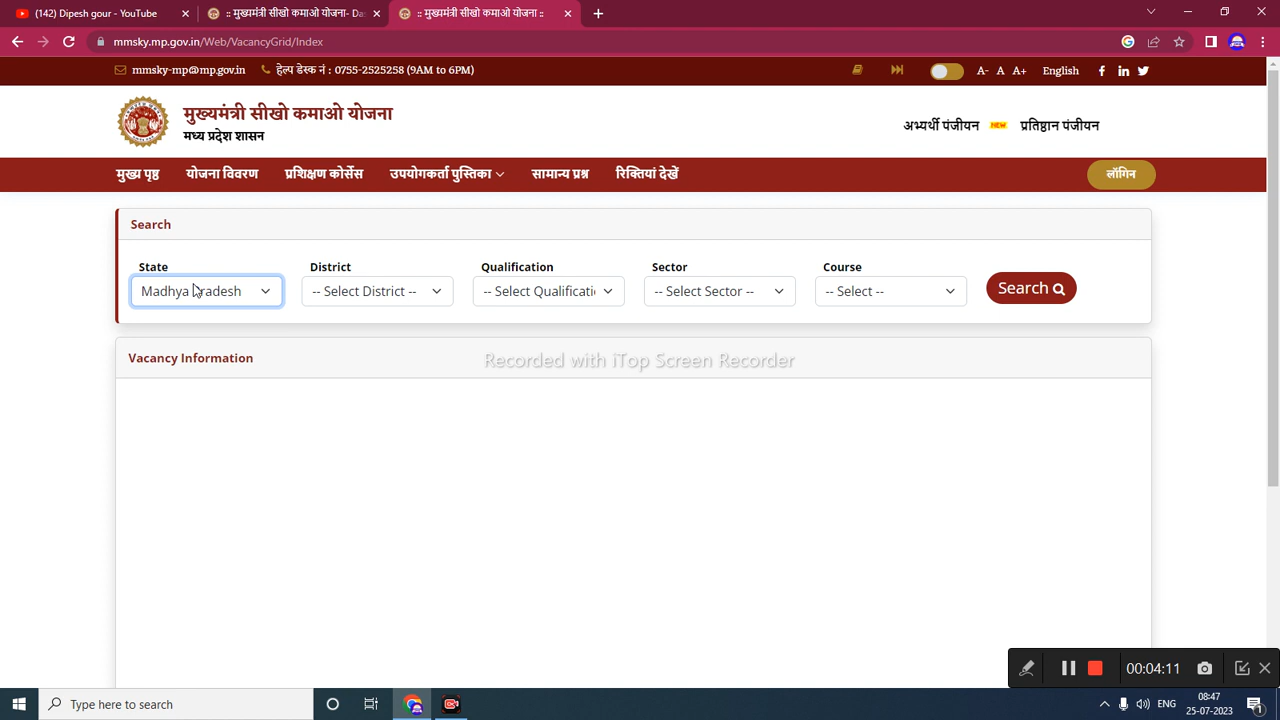 (142) Dipesh gour - YouTube
:: मुख्यमंत्री सीखो कमाओ योजना- Da
:: मुख्यमंत्री सीखो कमाओ योजना ::
mmsky.mp.gov.in/Web/VacancyGrid/Index
mmsky-mp@mp.gov.in हेल्प डेस्क नं : 0755-2525258 (9AM to 6PM) A- A A+ English
मुख्यमंत्री सीखो कमाओ योजना
मध्य प्रदेश शासन
अभ्यर्थी पंजीयन NEW प्रतिष्ठान पंजीयन
मुख्य पृष्ठ योजना विवरण प्रशिक्षण कोर्सेस उपयोगकर्ता पुस्तिका सामान्य प्रश्न रिक्तियां देखें लॉगिन
Search
State District Qualification Sector Course
Madhya Pradesh -- Select District -- -- Select Qualificati -- Select Sector -- -- Select -- Search
Vacancy Information
Recorded with iTop Screen Recorder
00:04:11
Type here to search
ENG
08:47
25-07-2023
1